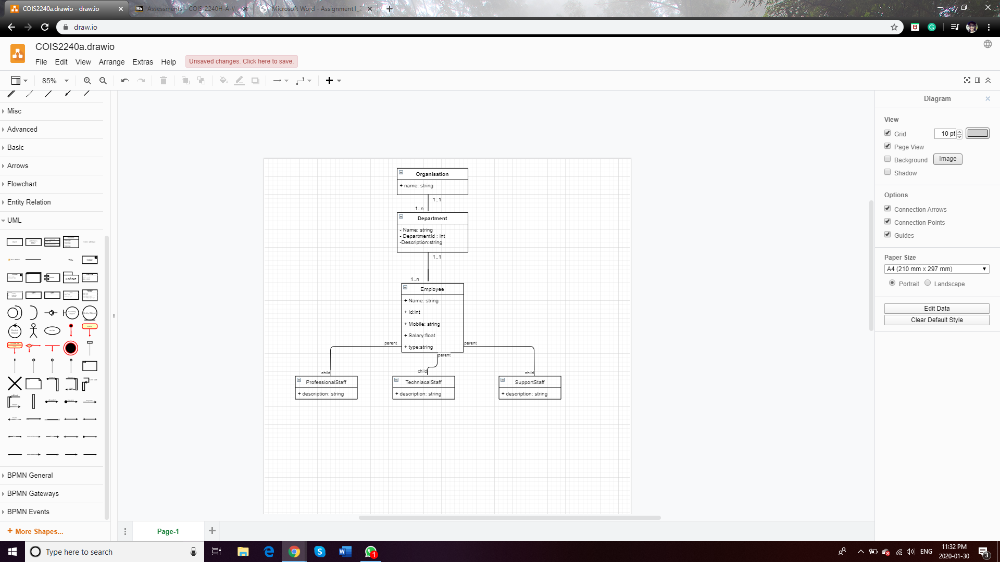 COIS2240a.drawio - draw.io
Assessments – COIS-2240H-A-W
Microsoft Word - Assignment1_
draw.io
COIS2240a.drawio
File Edit View Arrange Extras Help
Unsaved changes. Click here to save.
85%
Misc
Advanced
Basic
Arrows
Flowchart
Entity Relation
UML
Title
package
BPMN General
BPMN Gateways
BPMN Events
+ More Shapes...
Organisation
+ name: string
1..1
1..n
Department
- Name: string
- DepartmentId : int
-Description:string
1..1
1..n
Employee
+ Name: string
+ Id:int
+ Mobile: string
+ Salary:float
+ type:string
parent
parent
parent
child
child
child
ProfessionalStaff
+ description: string
TechniacalStaff
+ description: string
SupportStaff
+ description: string
Diagram
View
Grid
10 pt
Page View
Background
Image
Shadow
Options
Connection Arrows
Connection Points
Guides
Paper Size
A4 (210 mm x 297 mm)
Portrait
Landscape
Edit Data
Clear Default Style
Page-1
Type here to search
1
ENG
11:32 PM
2020-01-30
3